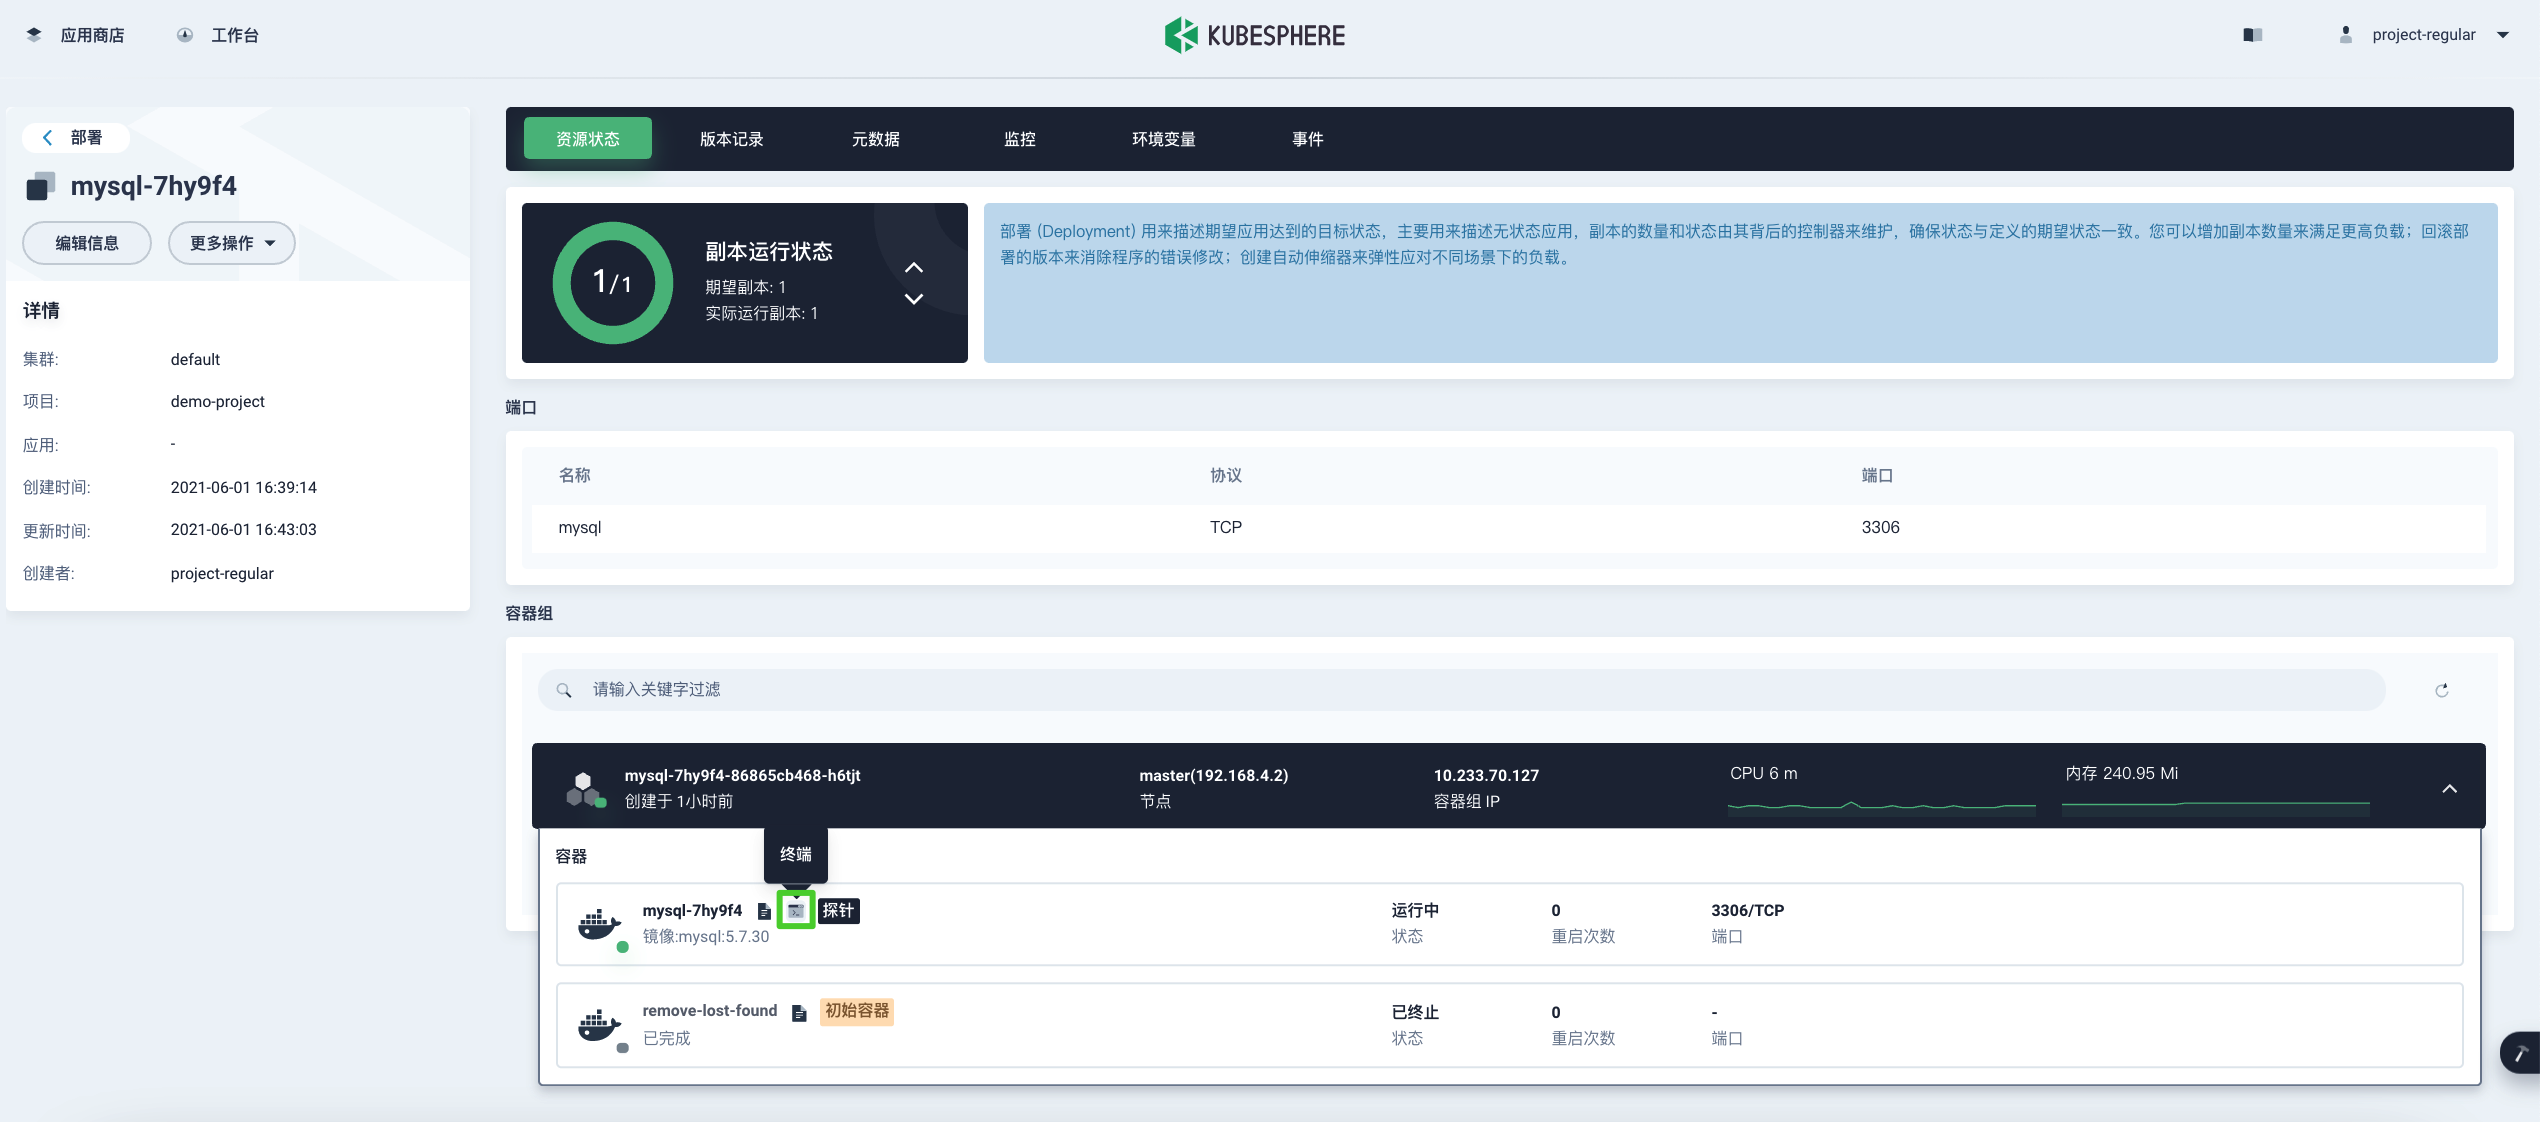 应用商店
工作台
KUBESPHERE
project-regular
部署
mysql-7hy9f4
编辑信息
更多操作
详情
集群:
default
项目:
demo-project
应用:
-
创建时间:
2021-06-01 16:39:14
更新时间:
2021-06-01 16:43:03
创建者:
project-regular
资源状态
版本记录
元数据
监控
环境变量
事件
1/1
副本运行状态
期望副本: 1
实际运行副本: 1
部署 (Deployment) 用来描述期望应用达到的目标状态，主要用来描述无状态应用，副本的数量和状态由其背后的控制器来维护，确保状态与定义的期望状态一致。您可以增加副本数量来满足更高负载；回滚部
署的版本来消除程序的错误修改；创建自动伸缩器来弹性应对不同场景下的负载。
端口
名称
协议
端口
mysql
TCP
3306
容器组
请输入关键字过滤
mysql-7hy9f4-86865cb468-h6tjt
创建于 1小时前
master(192.168.4.2)
节点
10.233.70.127
容器组 IP
CPU 6 m
内存 240.95 Mi
容器
终端
mysql-7hy9f4
探针
镜像:mysql:5.7.30
运行中
状态
0
重启次数
3306/TCP
端口
remove-lost-found
初始容器
已完成
已终止
状态
0
重启次数
-
端口